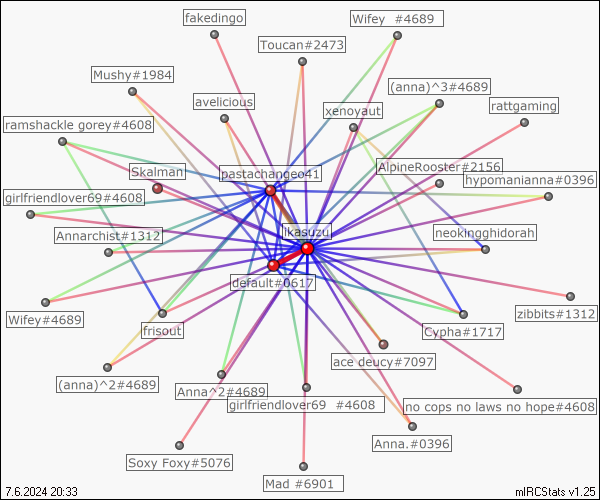 fakedingo
Wifey  #4689
Toucan#2473
Mushy#1984
(anna)^3#4689
avelicious
xenoyaut
rattgaming
ramshackle gorey#4608
Skalman
pastachangeo41
AlpineRooster#2156
hypomanianna#0396
girlfriendlover69#4608
Annarchist#1312
ikasuzu
neokingghidorah
default#0617
Wifey#4689
frisout
Cypha#1717
zibbits#1312
ace deucy#7097
(anna)^2#4689
Anna^2#4689
girlfriendlover69  #4608
no cops no laws no hope#4608
Anna.#0396
Soxy Foxy#5076
Mad #6901
7.6.2024 20:33
mIRCStats v1.25